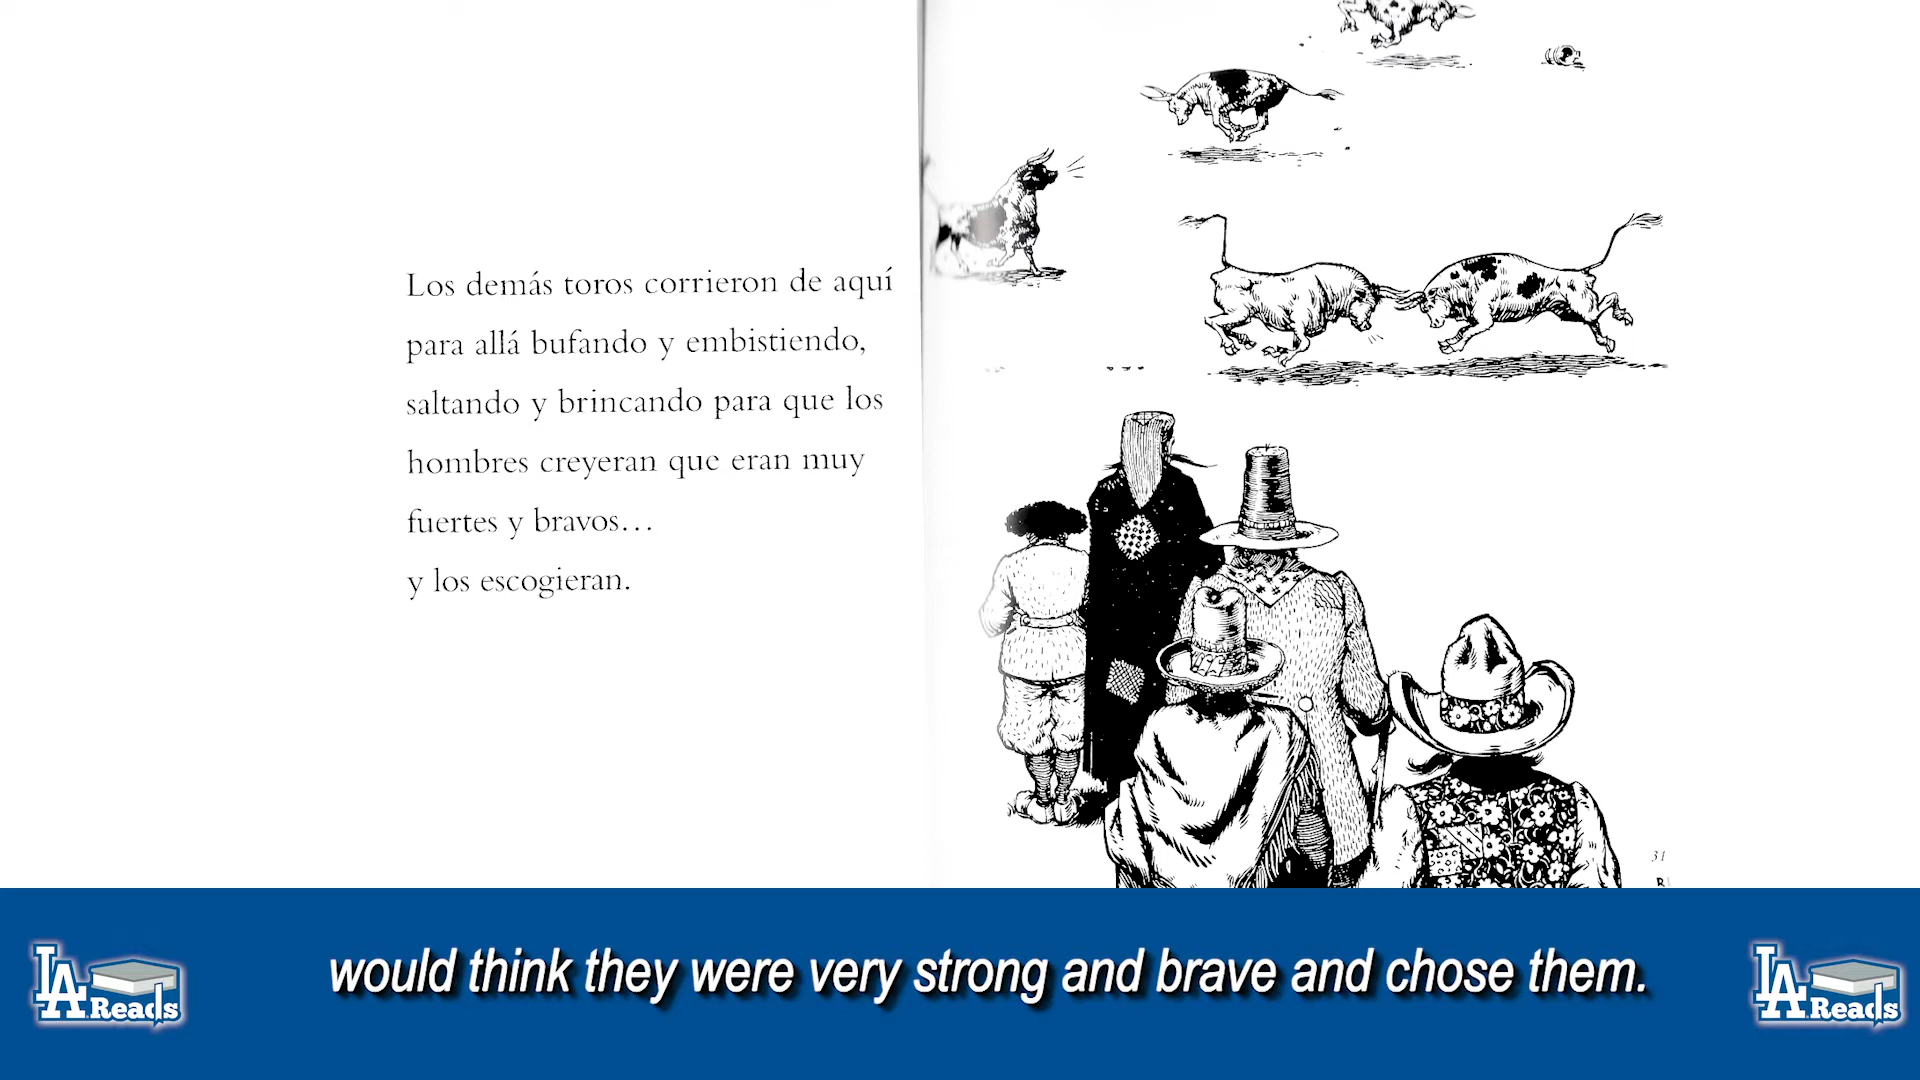 Los demás toros corrieron de aquí
para allá bufando y embistiendo,
saltando y brincando para que los
hombres creyeran que eran muy
fuertes y bravos…
y los escogieran.
31
would think they were very strong and brave and chose them.
LA Reads
LA Reads